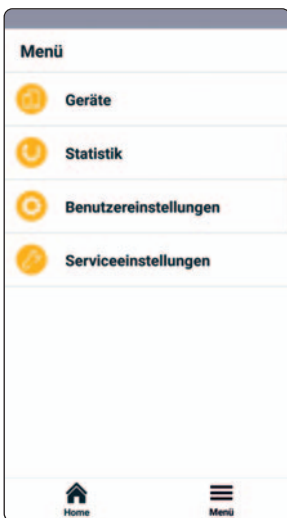 Menü
Geräte
Statistik
Benutzereinstellungen
Serviceeinstellungen
Home
Menü